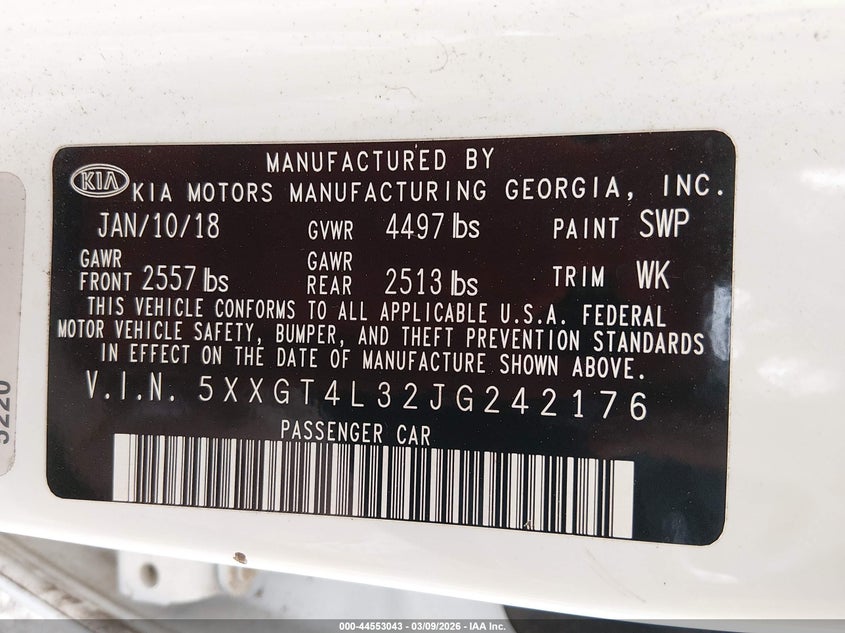 MANUFACTURED BY
KIA
KIA MOTORS MANUFACTURING GEORGIA, INC.
JAN/10/18 GVWR 4497 lbs PAINT SWP
GAWR FRONT 2557 lbs GAWR REAR 2513 lbs TRIM WK
THIS VEHICLE CONFORMS TO ALL APPLICABLE U.S.A. FEDERAL
MOTOR VEHICLE SAFETY, BUMPER, AND THEFT PREVENTION STANDARDS
IN EFFECT ON THE DATE OF MANUFACTURE SHOWN ABOVE.
V.I.N. 5XXGT4L32JG242176
PASSENGER CAR
5220
000-44553043 - 03/09/2026 - IAA Inc.